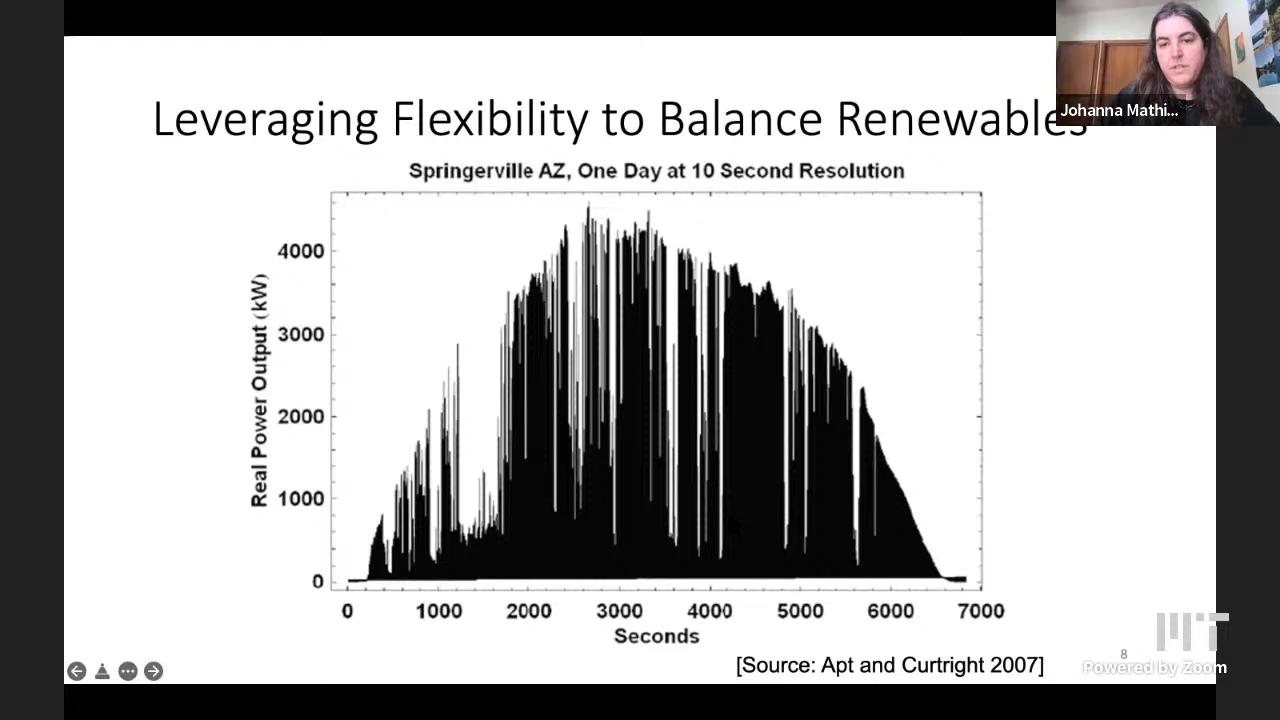 Johanna Mathi...
Leveraging Flexibility to Balance Renewables
Springerville AZ, One Day at 10 Second Resolution
Real Power Output (kW)
4000
3000
2000
1000
0
0 1000 2000 3000 4000 5000 6000 7000
Seconds
[Source: Apt and Curtright 2007]
MIT
8
Powered by Zoom